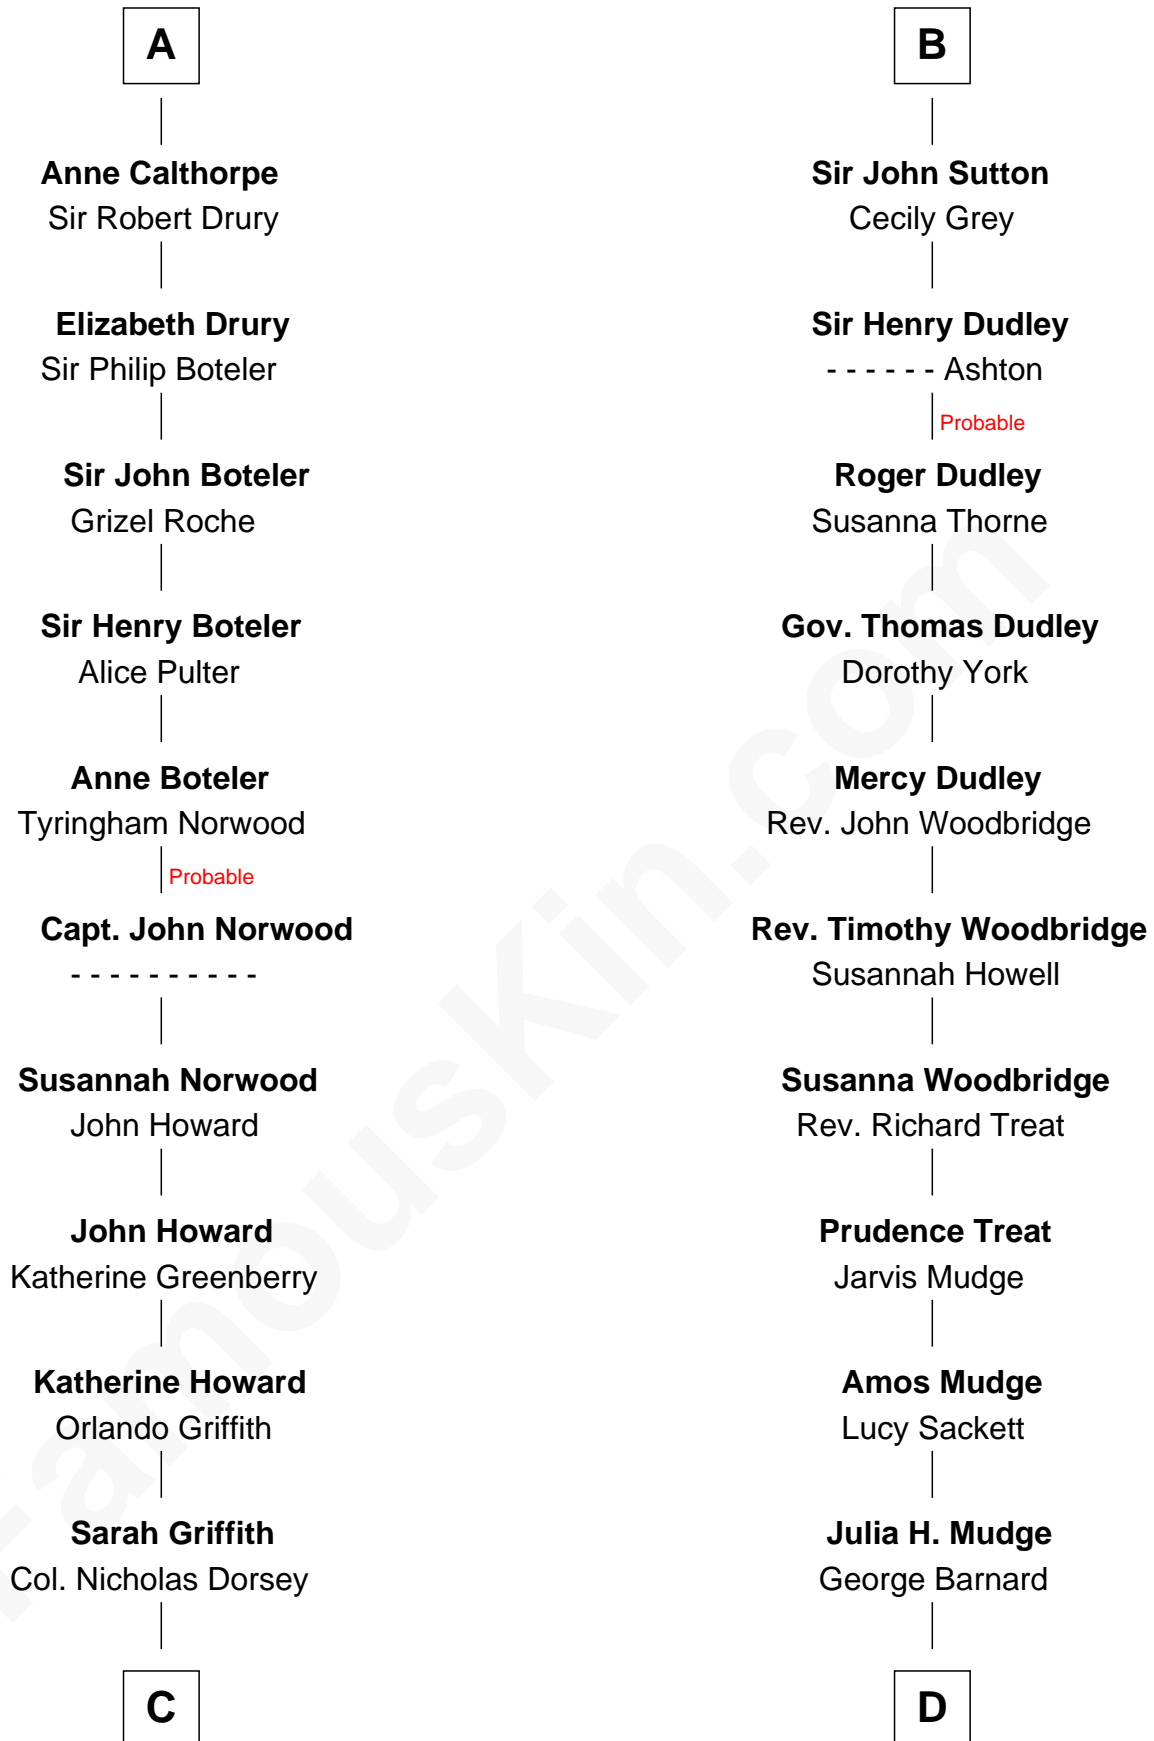 A
Anne Calthorpe
Sir Robert Drury
Elizabeth Drury
Sir Philip Boteler
Sir John Boteler
Grizel Roche
Sir Henry Boteler
Alice Pulter
Anne Boteler
Tyringham Norwood
Probable
Capt. John Norwood
- - - - - - - - - -
Susannah Norwood
John Howard
John Howard
Katherine Greenberry
Katherine Howard
Orlando Griffith
Sarah Griffith
Col. Nicholas Dorsey
C
B
Sir John Sutton
Cecily Grey
Sir Henry Dudley
- - - - - - Ashton
Probable
Roger Dudley
Susanna Thorne
Gov. Thomas Dudley
Dorothy York
Mercy Dudley
Rev. John Woodbridge
Rev. Timothy Woodbridge
Susannah Howell
Susanna Woodbridge
Rev. Richard Treat
Prudence Treat
Jarvis Mudge
Amos Mudge
Lucy Sackett
Julia H. Mudge
George Barnard
D
FamousKin.com